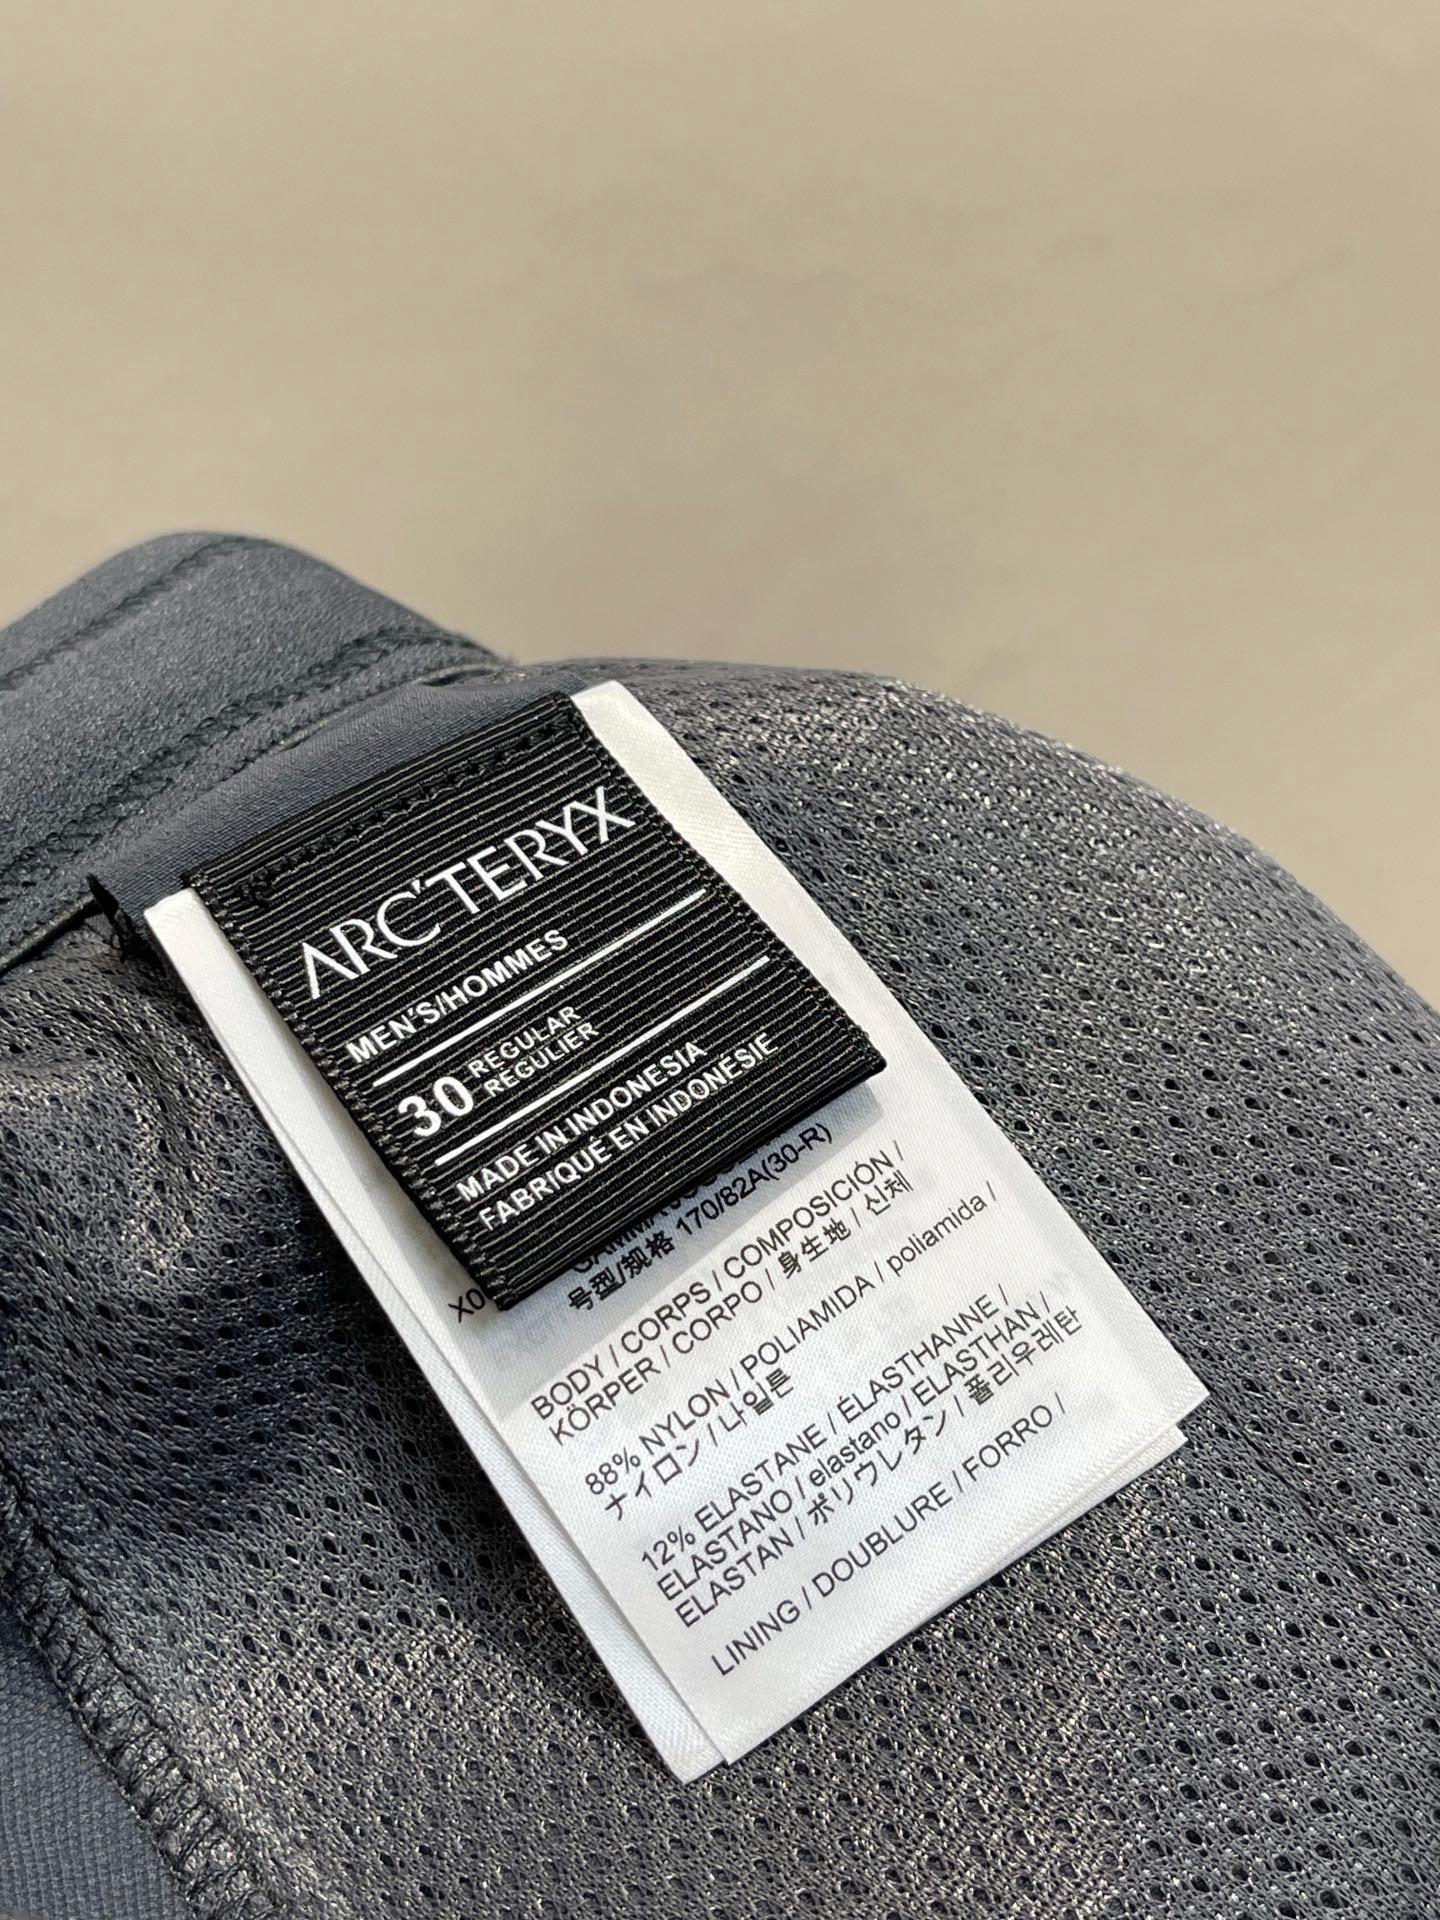 ARC'TERYX
MEN'S/HOMMES
30 REGULAR
RÉGULIER
MADE IN INDONESIA
FABRIQUÉ EN INDONÉSIE
X0
号型/规格 170/82A(30-R)
BODY / CORPS / COMPOSICIÓN /
KÖRPER / CORPO / 身生地 / 신체
88% NYLON / POLIAMIDA / poliamida /
ナイロン / 나일론
12% ELASTANE / ÉLASTHANNE /
ELASTANO / elastano / ELASTHAN /
ELASTAN / ポリウレタン / 폴리우레탄
LINING / DOUBLURE / FORRO /